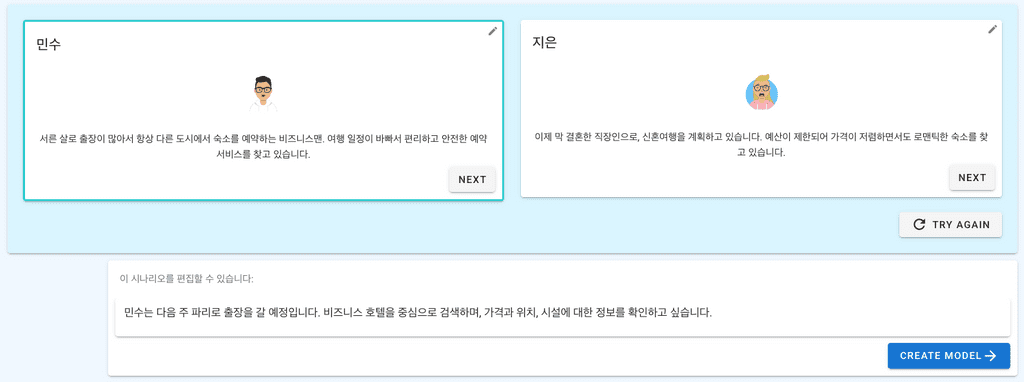 민수
서른 살로 출장이 많아서 항상 다른 도시에서 숙소를 예약하는 비즈니스맨. 여행 일정이 바빠서 편리하고 안전한 예약
서비스를 찾고 있습니다.
NEXT
지은
이제 막 결혼한 직장인으로, 신혼여행을 계획하고 있습니다. 예산이 제한되어 가격이 저렴하면서도 로맨틱한 숙소를 찾
고 있습니다.
NEXT
TRY AGAIN
이 시나리오를 편집할 수 있습니다:
민수는 다음 주 파리로 출장을 갈 예정입니다. 비즈니스 호텔을 중심으로 검색하며, 가격과 위치, 시설에 대한 정보를 확인하고 싶습니다.
CREATE MODEL